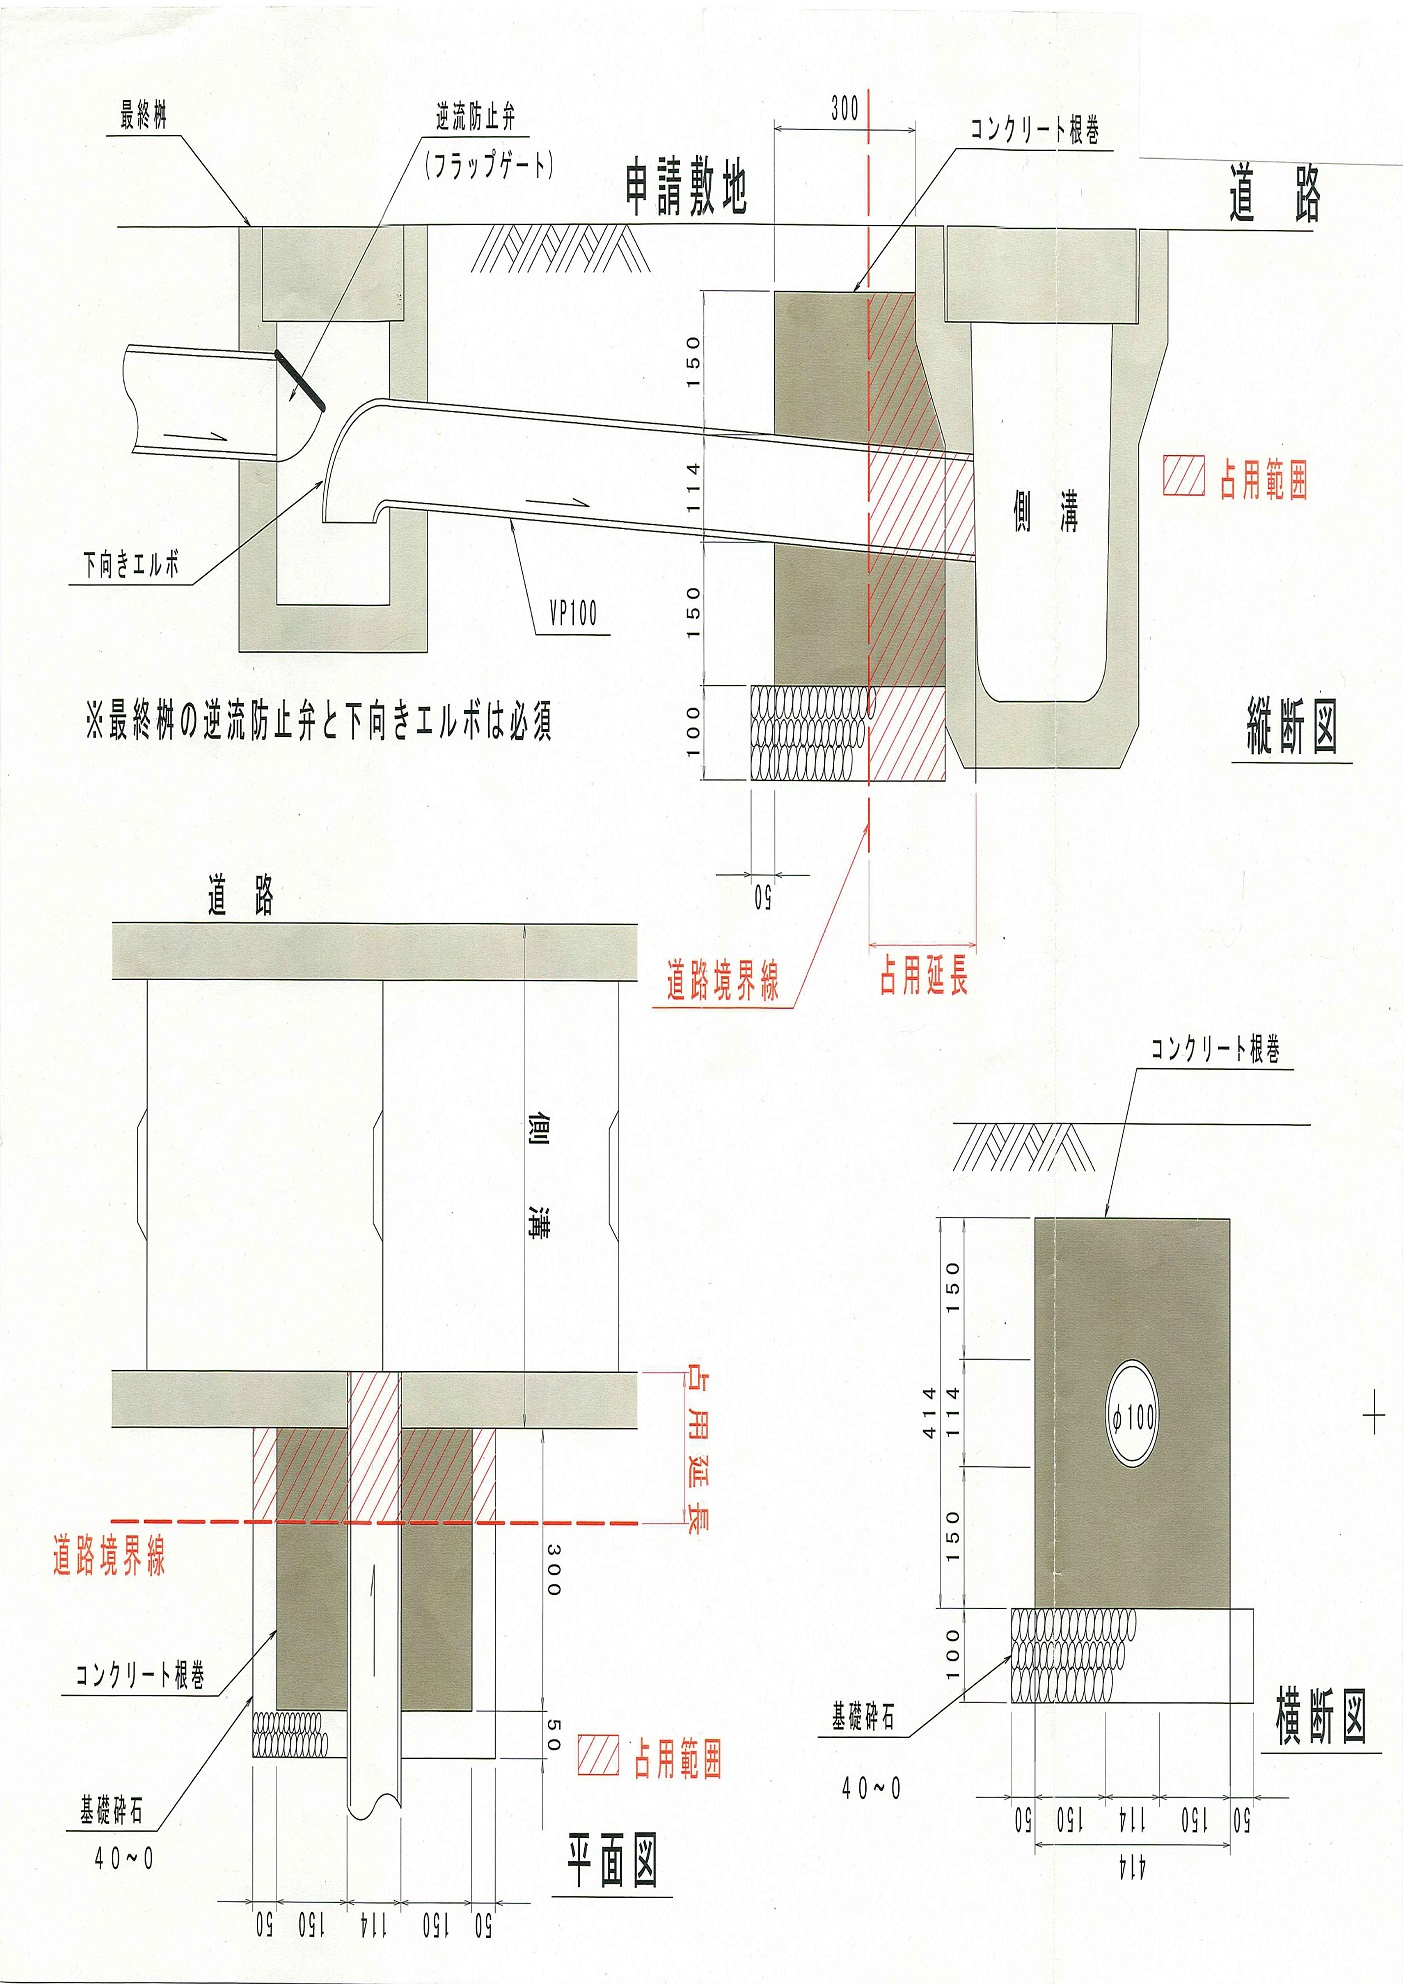 最終桝
逆流防止弁
(フラップゲート)
申請敷地
300
コンクリート根巻
道 路
150
114
150
100
50
側 溝
占用範囲
下向きエルボ
VP100
※最終桝の逆流防止弁と下向きエルボは必須
縦断図
道路境界線
占用延長
道 路
側 溝
占用延長
道路境界線
300
50
コンクリート根巻
基礎砕石
40~0
占用範囲
平面図
50 150 114 150 50
コンクリート根巻
150
414
114
φ100
150
100
基礎砕石
40~0
横断図
50 150 114 150 50
414